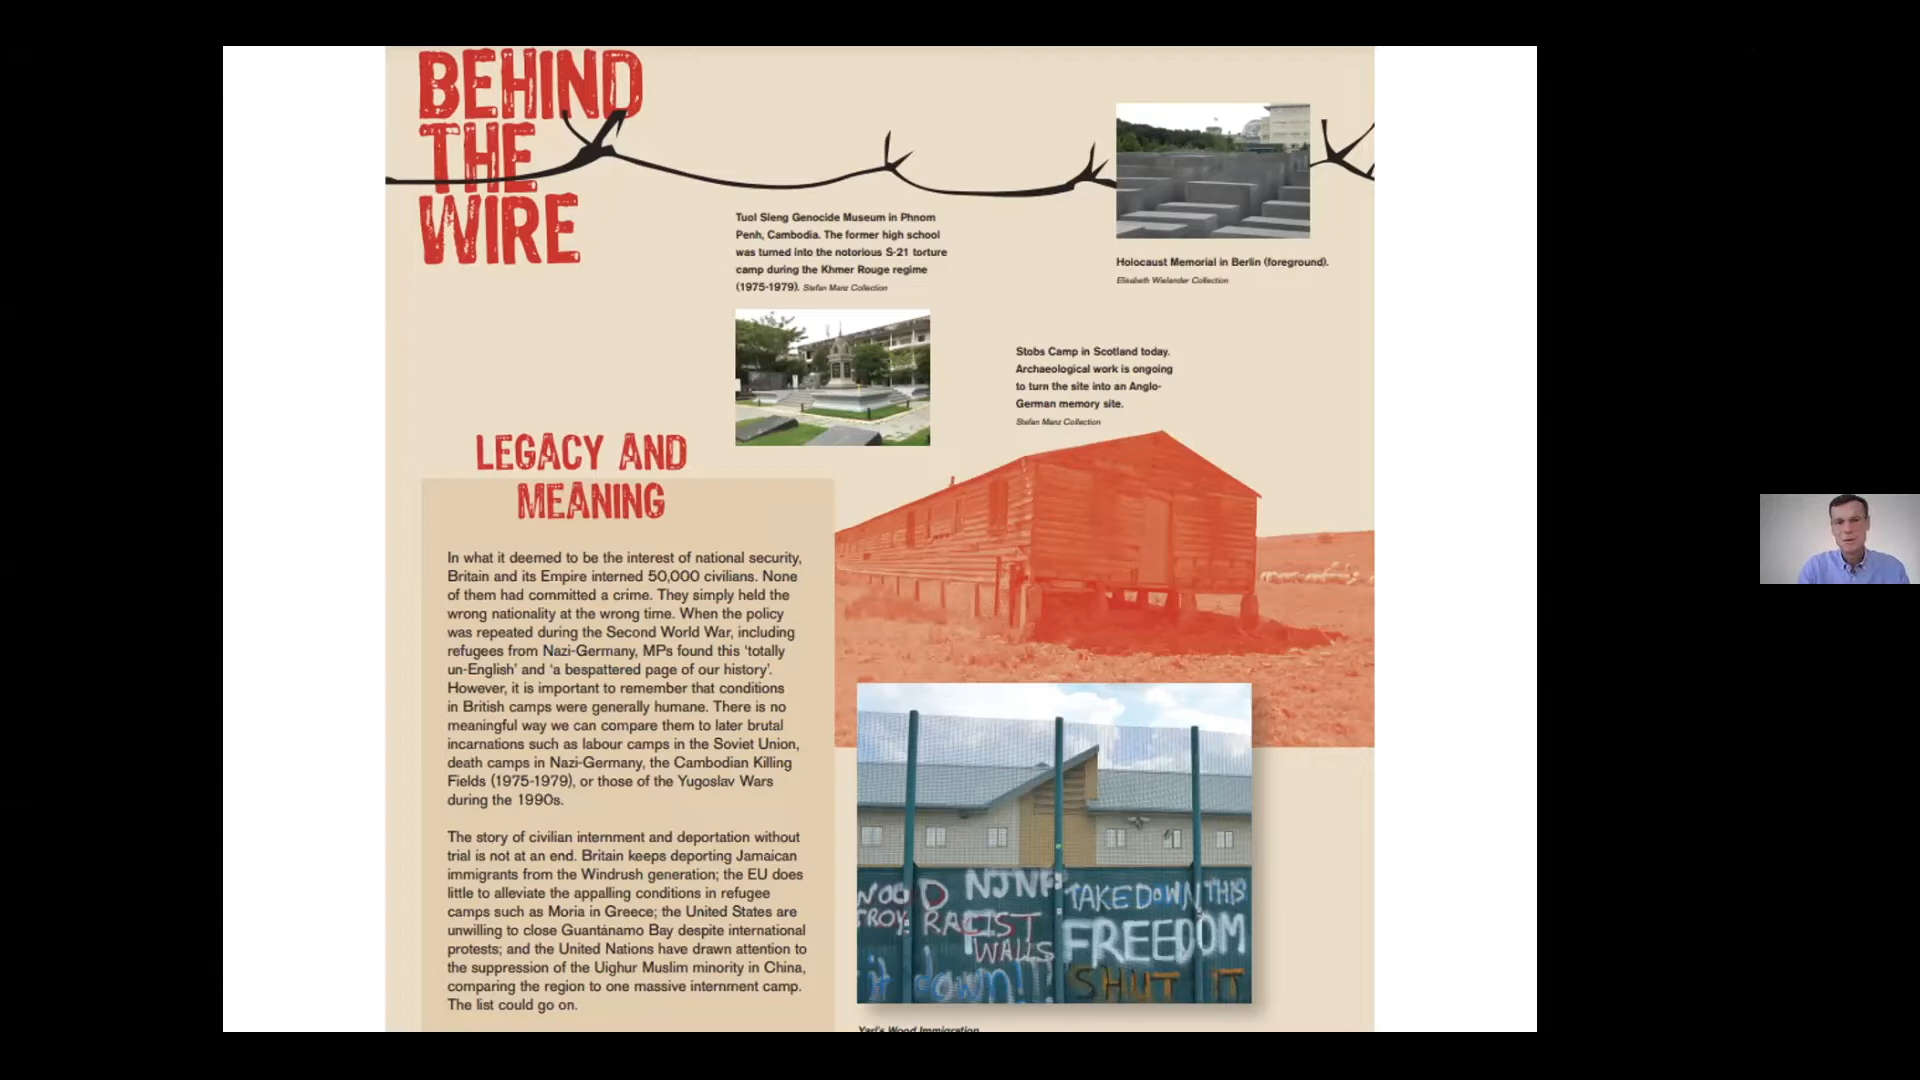 BEHIND
THE
WIRE
Tuol Sleng Genocide Museum in Phnom
Penh, Cambodia. The former high school
was turned into the notorious S-21 torture
camp during the Khmer Rouge regime
(1975-1979). Stefan Manz Collection
Holocaust Memorial in Berlin (foreground).
Elisabeth Wielander Collection
Stobs Camp in Scotland today.
Archaeological work is ongoing
to turn the site into an Anglo-
German memory site.
Stefan Manz Collection
LEGACY AND
MEANING
In what it deemed to be the interest of national security,
Britain and its Empire interned 50,000 civilians. None
of them had committed a crime. They simply held the
wrong nationality at the wrong time. When the policy
was repeated during the Second World War, including
refugees from Nazi-Germany, MPs found this ‘totally
un-English’ and ‘a bespattered page of our history’.
However, it is important to remember that conditions
in British camps were generally humane. There is no
meaningful way we can compare them to later brutal
incarnations such as labour camps in the Soviet Union,
death camps in Nazi-Germany, the Cambodian Killing
Fields (1975-1979), or those of the Yugoslav Wars
during the 1990s.
The story of civilian internment and deportation without
trial is not at an end. Britain keeps deporting Jamaican
immigrants from the Windrush generation; the EU does
little to alleviate the appalling conditions in refugee
camps such as Moria in Greece; the United States are
unwilling to close Guantánamo Bay despite international
protests; and the United Nations have drawn attention to
the suppression of the Uighur Muslim minority in China,
comparing the region to one massive internment camp.
The list could go on.
WOOD NJNP TAKE DOWN THIS
TROY RACIST
WALLS FREEDOM
it down!!! SHUT IT
Yarl's Wood Immigration